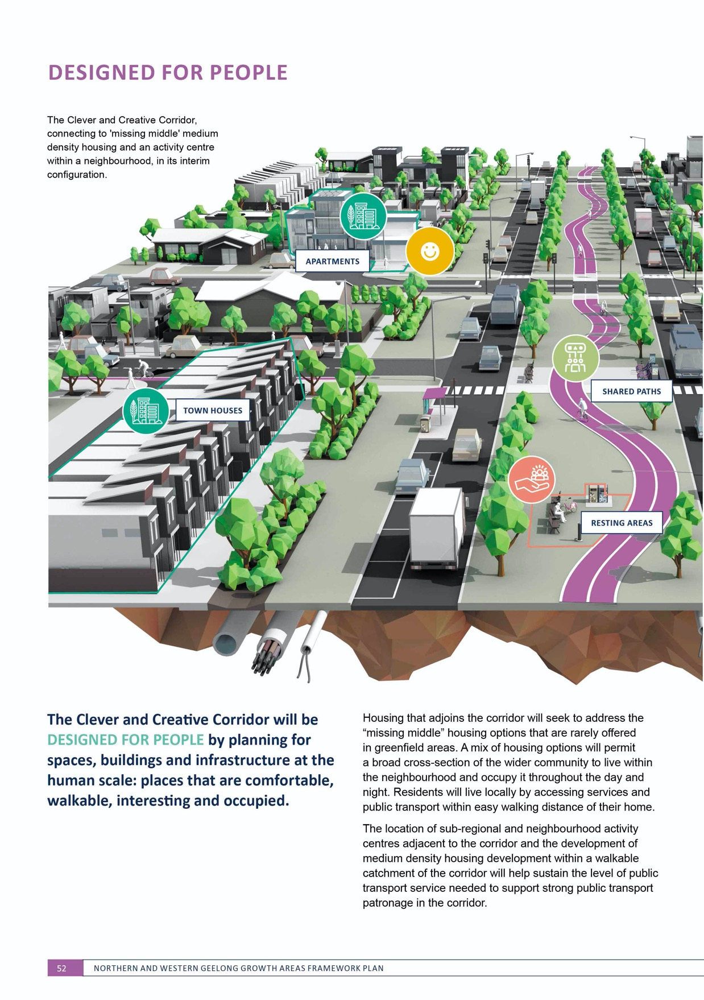 DESIGNED FOR PEOPLE
The Clever and Creative Corridor,
connecting to 'missing middle' medium
density housing and an activity centre
within a neighbourhood, in its interim
configuration.
APARTMENTS
SHARED PATHS
TOWN HOUSES
RESTING AREAS
The Clever and Creative Corridor will be
DESIGNED FOR PEOPLE by planning for
spaces, buildings and infrastructure at the
human scale: places that are comfortable,
walkable, interesting and occupied.
Housing that adjoins the corridor will seek to address the
“missing middle” housing options that are rarely offered
in greenfield areas. A mix of housing options will permit
a broad cross-section of the wider community to live within
the neighbourhood and occupy it throughout the day and
night. Residents will live locally by accessing services and
public transport within easy walking distance of their home.
The location of sub-regional and neighbourhood activity
centres adjacent to the corridor and the development of
medium density housing development within a walkable
catchment of the corridor will help sustain the level of public
transport service needed to support strong public transport
patronage in the corridor.
52 NORTHERN AND WESTERN GEELONG GROWTH AREAS FRAMEWORK PLAN